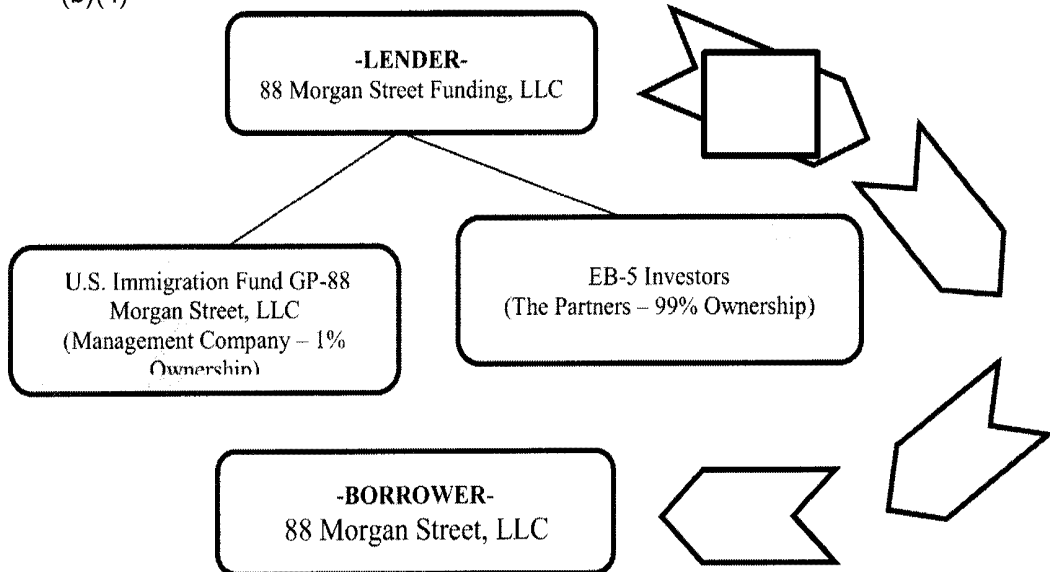 -LENDER-
88 Morgan Street Funding, LLC
U.S. Immigration Fund GP-88
Morgan Street, LLC
(Management Company – 1%
Ownership)
EB-5 Investors
(The Partners – 99% Ownership)
-BORROWER-
88 Morgan Street, LLC